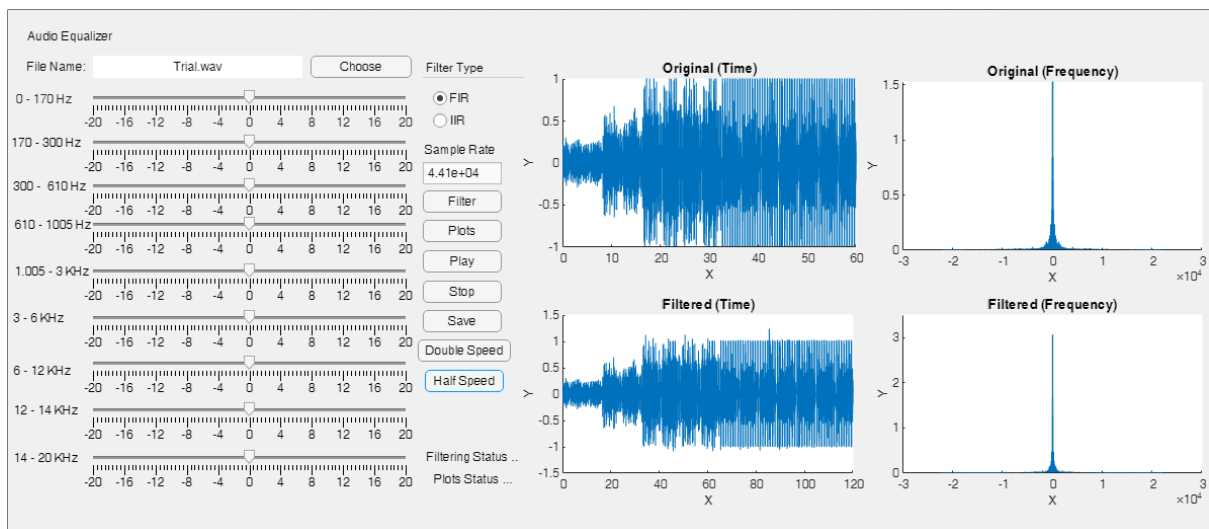 Audio Equalizer
File Name: Trial.wav Choose
0 - 170 Hz
-20 -16 -12 -8 -4 0 4 8 12 16 20
170 - 300Hz
-20 -16 -12 -8 -4 0 4 8 12 16 20
300 - 610 Hz
-20 -16 -12 -8 -4 0 4 8 12 16 20
610 - 1005 Hz
-20 -16 -12 -8 -4 0 4 8 12 16 20
1.005 - 3 KHz
-20 -16 -12 -8 -4 0 4 8 12 16 20
3 - 6 KHz
-20 -16 -12 -8 -4 0 4 8 12 16 20
6 - 12 KHz
-20 -16 -12 -8 -4 0 4 8 12 16 20
12 - 14 KHz
-20 -16 -12 -8 -4 0 4 8 12 16 20
14 - 20 KHz
-20 -16 -12 -8 -4 0 4 8 12 16 20
Filter Type
FIR
IIR
Sample Rate
4.41e+04
Filter
Plots
Play
Stop
Save
Double Speed
Half Speed
Filtering Status ..
Plots Status ...
Original (Time)
1
0.5
0
-0.5
-1
Y
0 10 20 30 40 50 60
X
Original (Frequency)
1.5
1
0.5
0
Y
-3 -2 -1 0 1 2 3
X
×10⁴
Filtered (Time)
1.5
1
0.5
0
-0.5
-1
-1.5
Y
0 20 40 60 80 100 120
X
Filtered (Frequency)
3
2
1
0
Y
-3 -2 -1 0 1 2 3
X
×10⁴